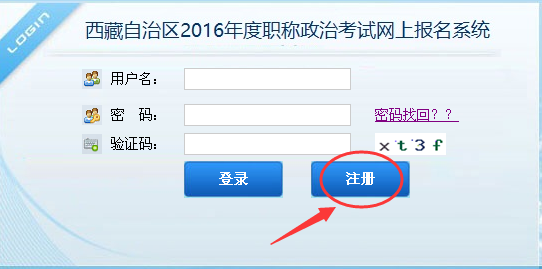 LOGIN
西藏自治区2016年度职称政治考试网上报名系统
用户名：
密　码：
密码找回？？
验证码：
x t 3 f
登录
注册